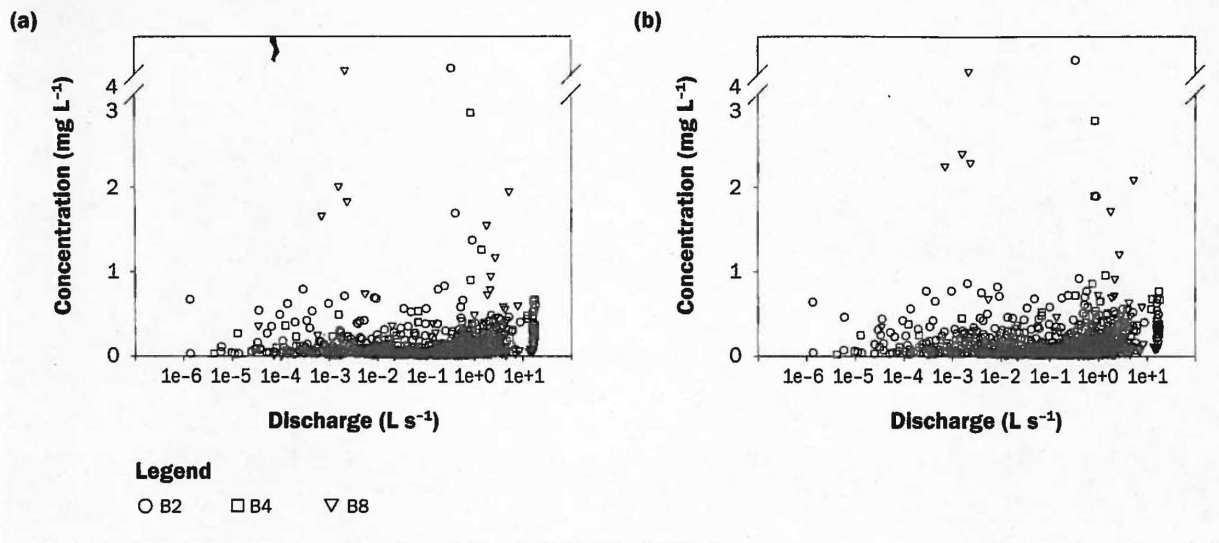 (a)
(b)
Concentration (mg L⁻¹)
4
3
2
1
0
1e-6 1e-5 1e-4 1e-3 1e-2 1e-1 1e+0 1e+1
Discharge (L s⁻¹)
Concentration (mg L⁻¹)
4
3
2
1
0
1e-6 1e-5 1e-4 1e-3 1e-2 1e-1 1e+0 1e+1
Discharge (L s⁻¹)
Legend
B2 B4 B8